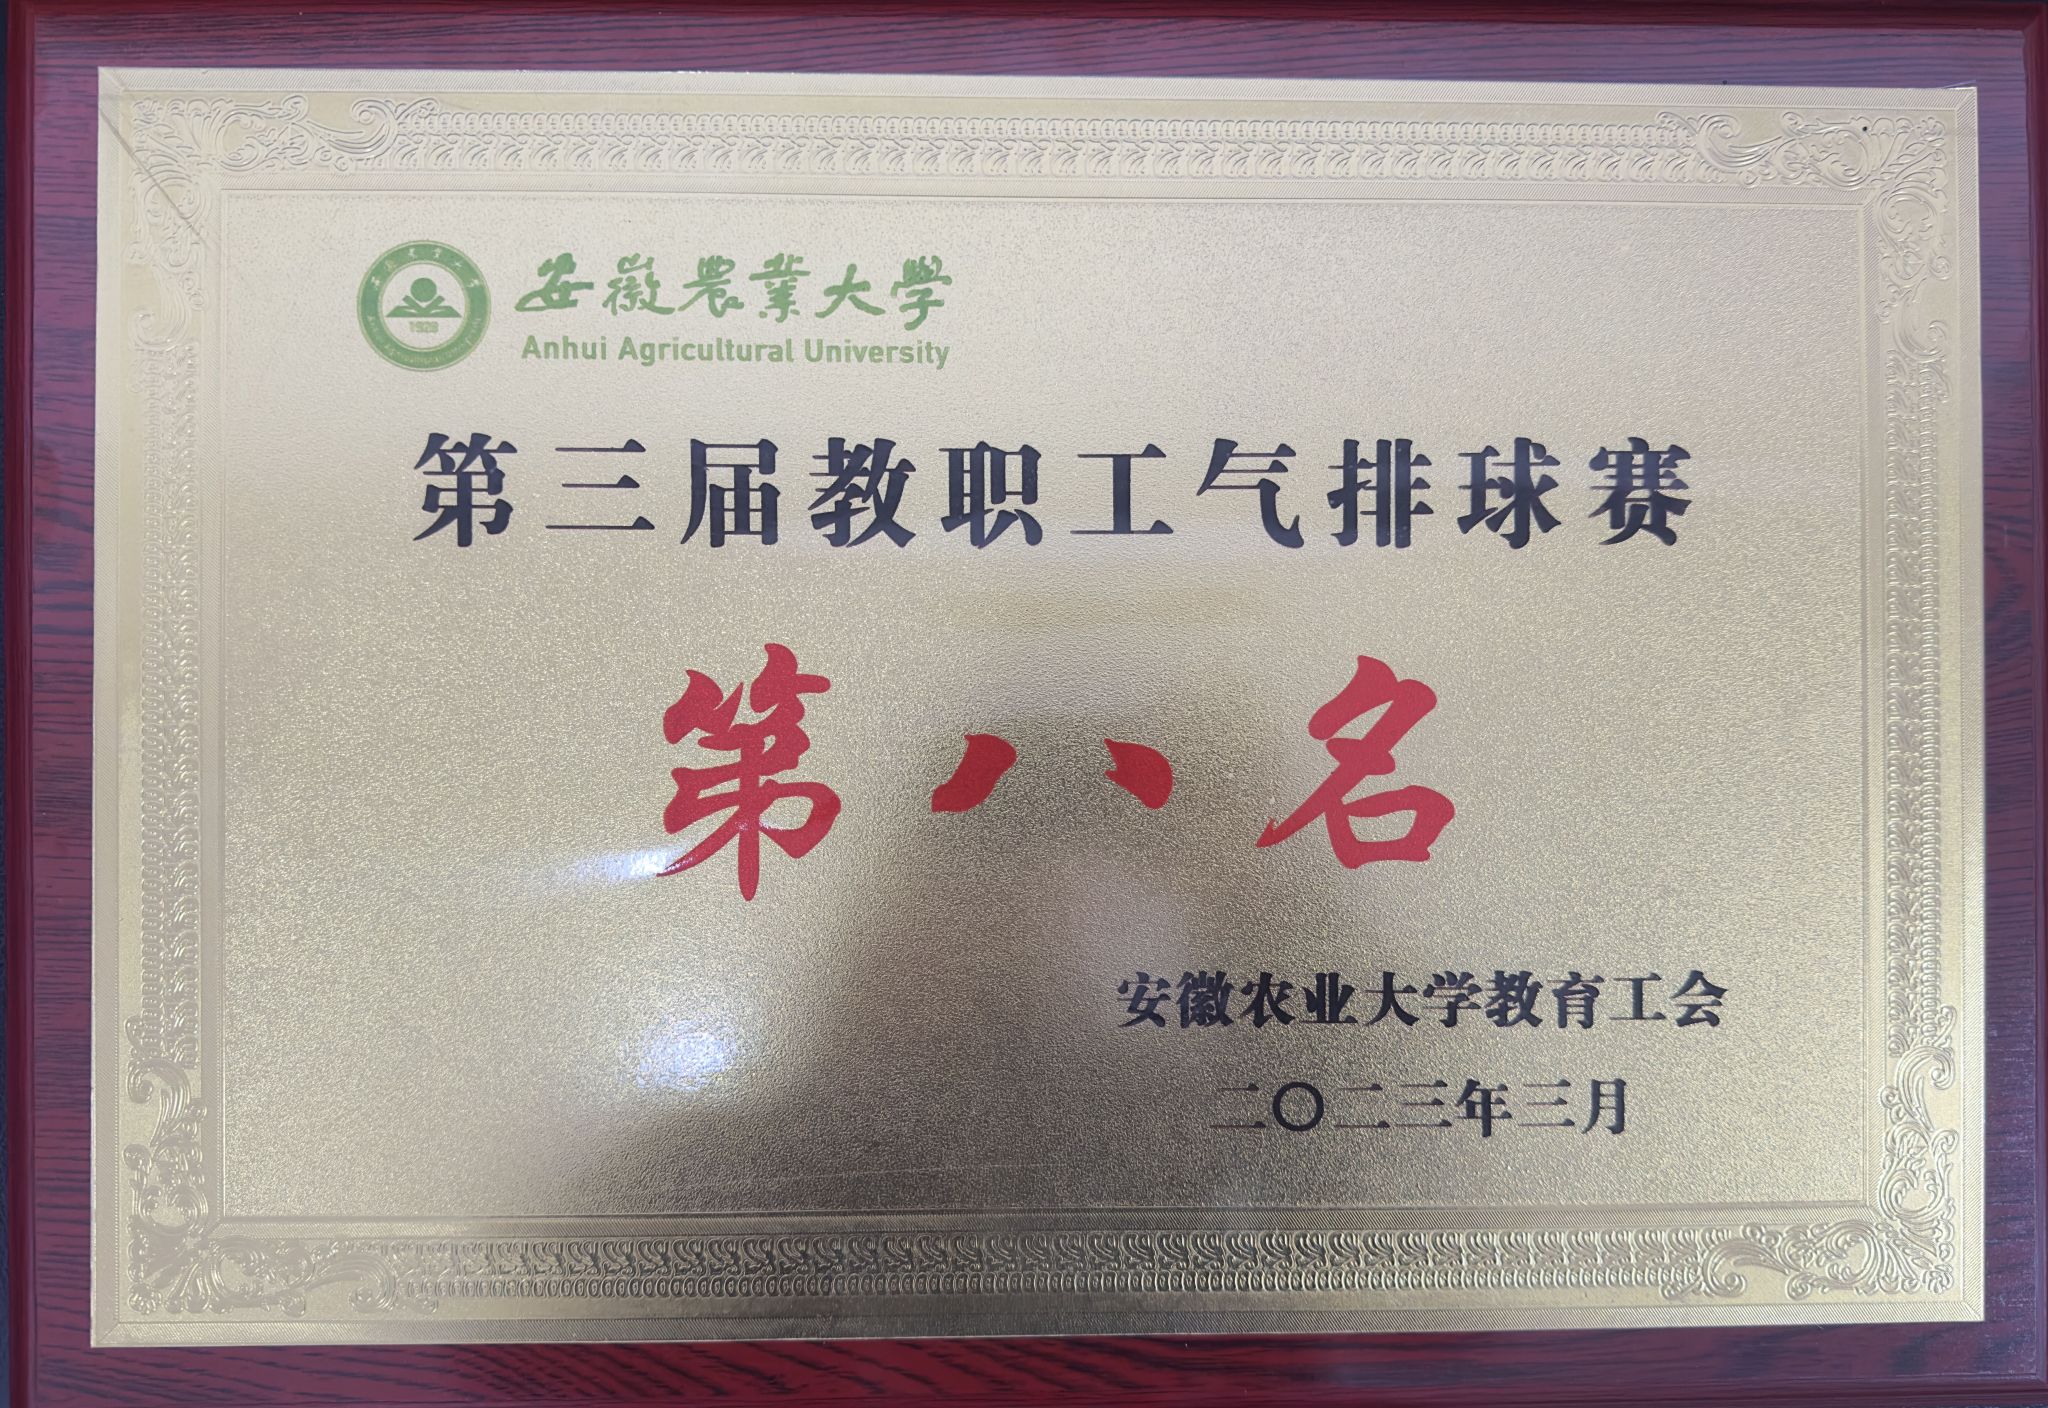 安徽農業大學
Anhui Agricultural University
1928
第三届教职工气排球赛
第八名
安徽农业大学教育工会
二〇二三年三月